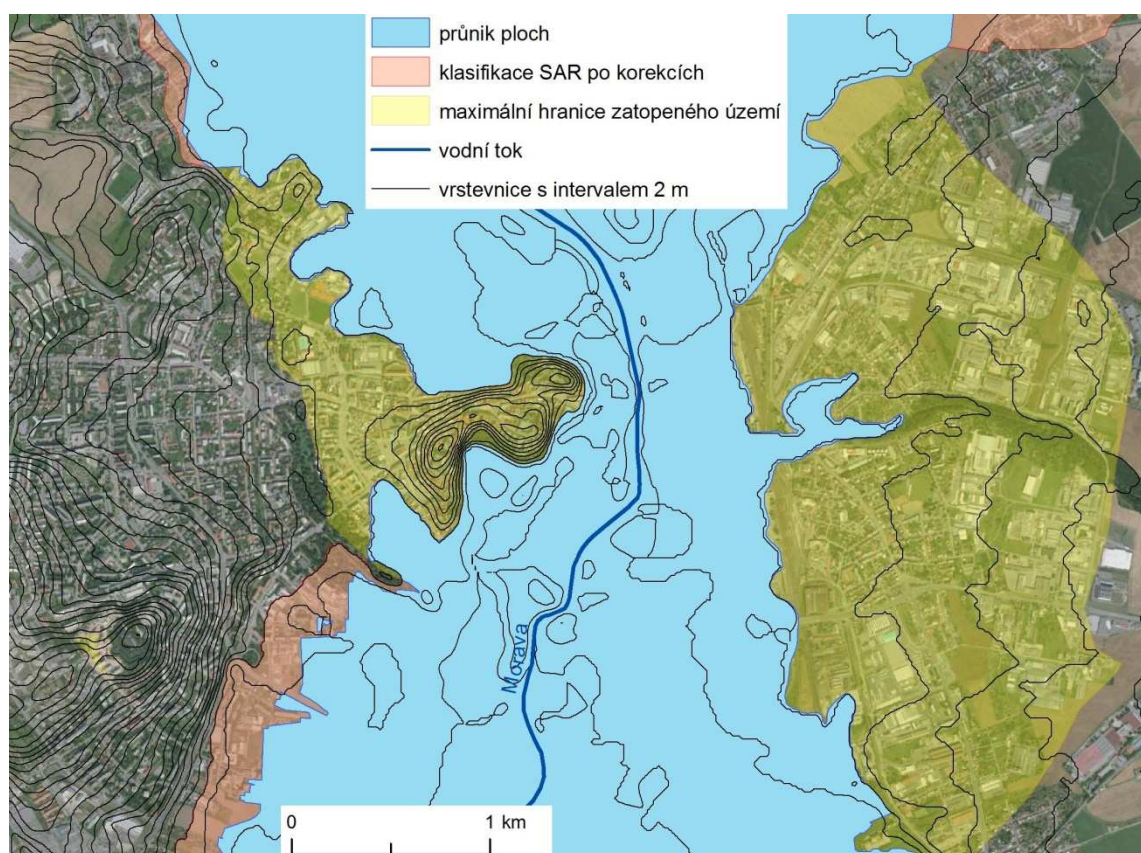 průnik ploch
klasifikace SAR po korekcích
maximální hranice zatopeného území
vodní tok
vrstevnice s intervalem 2 m
Morava
0 1 km